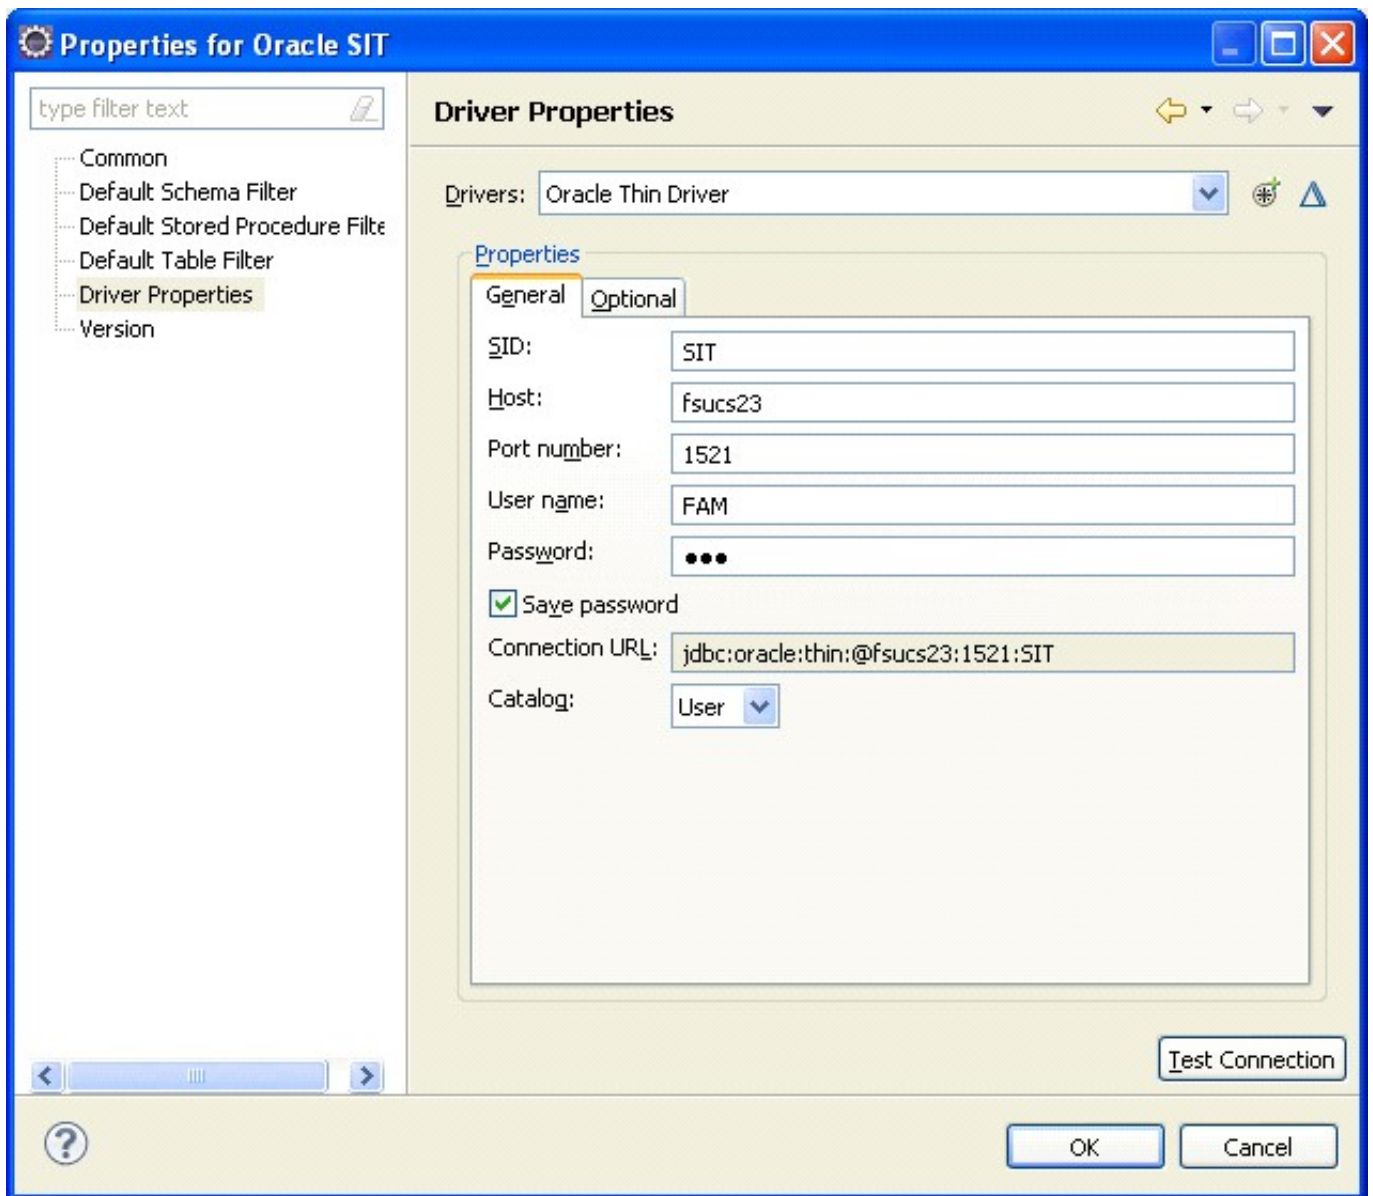 Properties for Oracle SIT
type filter text
Common
Default Schema Filter
Default Stored Procedure Filte
Default Table Filter
Driver Properties
Version
Driver Properties
Drivers: Oracle Thin Driver
Properties
General Optional
SID: SIT
Host: fsucs23
Port number: 1521
User name: FAM
Password: •••
Save password
Connection URL: jdbc:oracle:thin:@fsucs23:1521:SIT
Catalog: User
Test Connection
?
OK Cancel